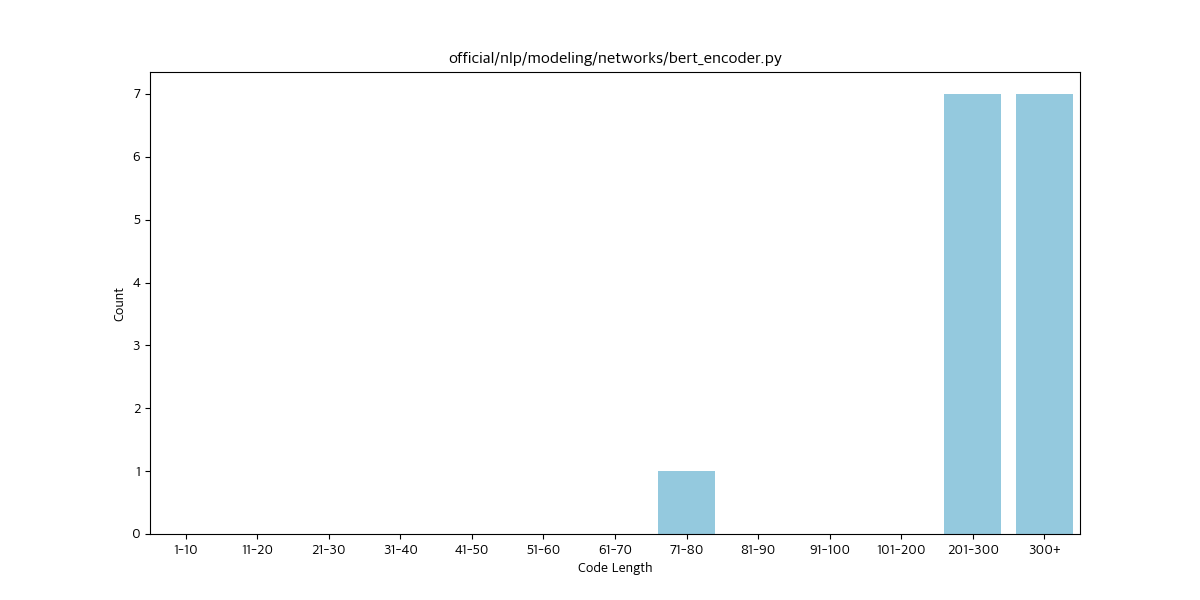 official/nlp/modeling/networks/bert_encoder.py
7
6
5
4
3
2
1
0
Count
1-10 11-20 21-30 31-40 41-50 51-60 61-70 71-80 81-90 91-100 101-200 201-300 300+
Code Length